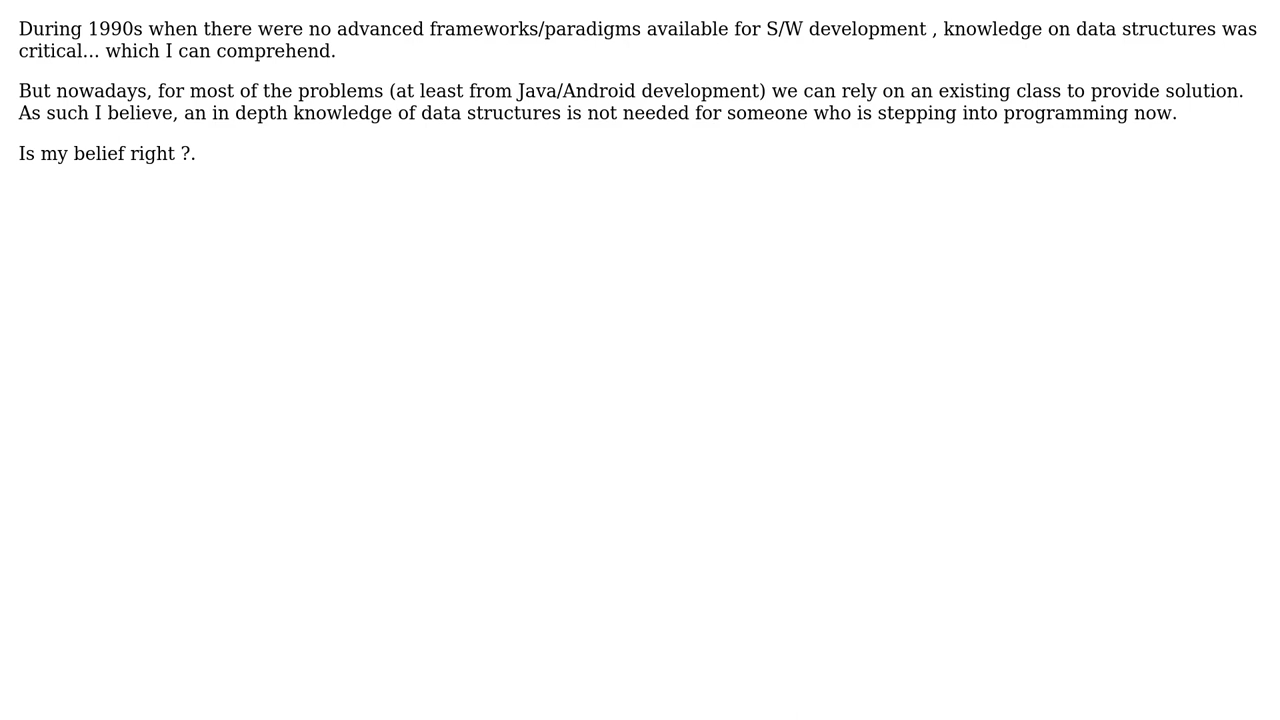 During 1990s when there were no advanced frameworks/paradigms available for S/W development , knowledge on data structures was
critical... which I can comprehend.
But nowadays, for most of the problems (at least from Java/Android development) we can rely on an existing class to provide solution.
As such I believe, an in depth knowledge of data structures is not needed for someone who is stepping into programming now.
Is my belief right ?.